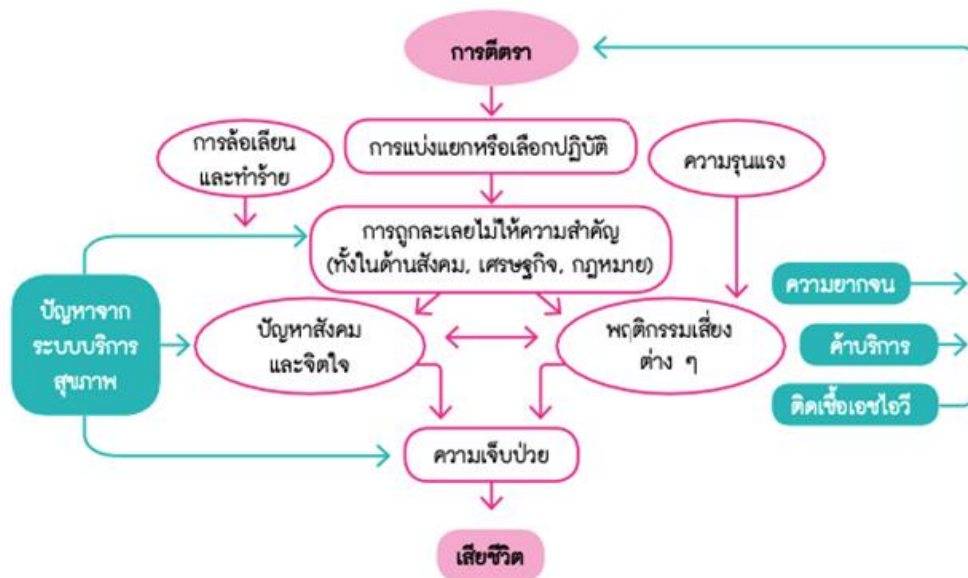 การตีตรา
การแบ่งแยกหรือเลือกปฏิบัติ
การล้อเลียน
และทำร้าย
ความรุนแรง
การถูกละเลยไม่ให้ความสำคัญ
(ทั้งในด้านสังคม, เศรษฐกิจ, กฎหมาย)
ปัญหาจาก
ระบบบริการ
สุขภาพ
ปัญหาสังคม
และจิตใจ
พฤติกรรมเสี่ยง
ต่าง ๆ
ความยากจน
ค้าบริการ
ติดเชื้อเอชไอวี
ความเจ็บป่วย
เสียชีวิต